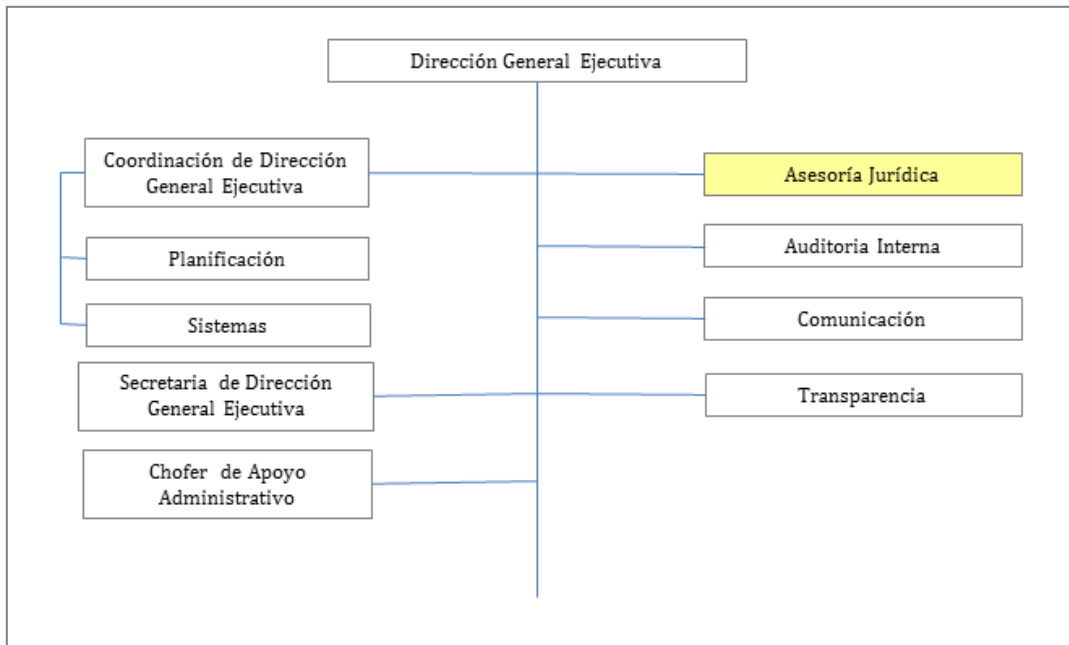 Dirección General Ejecutiva
Coordinación de Dirección
General Ejecutiva
Asesoría Jurídica
Planificación
Auditoria Interna
Sistemas
Comunicación
Secretaria de Dirección
General Ejecutiva
Transparencia
Chofer de Apoyo
Administrativo